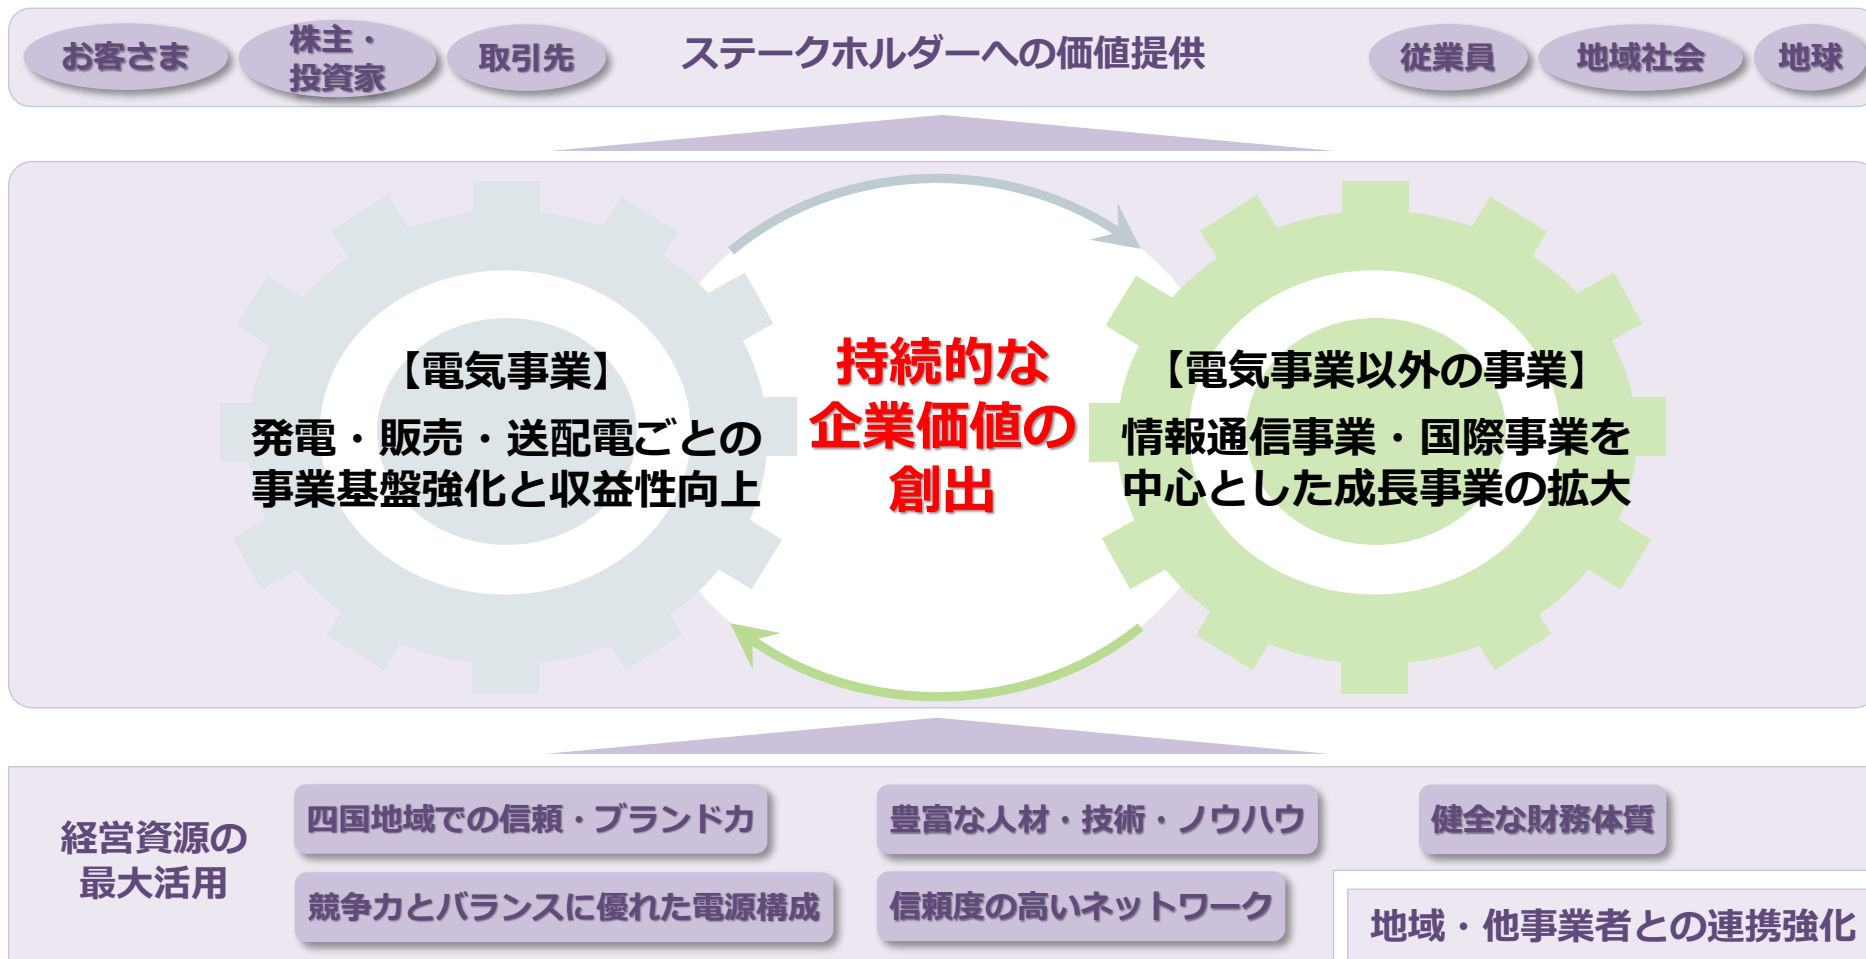 お客さま
株主・
投資家
取引先
ステークホルダーへの価値提供
従業員
地域社会
地球
【電気事業】
発電・販売・送配電ごとの
事業基盤強化と収益性向上
持続的な
企業価値の
創出
【電気事業以外の事業】
情報通信事業・国際事業を
中心とした成長事業の拡大
経営資源の
最大活用
四国地域での信頼・ブランド力
豊富な人材・技術・ノウハウ
健全な財務体質
競争力とバランスに優れた電源構成
信頼度の高いネットワーク
地域・他事業者との連携強化